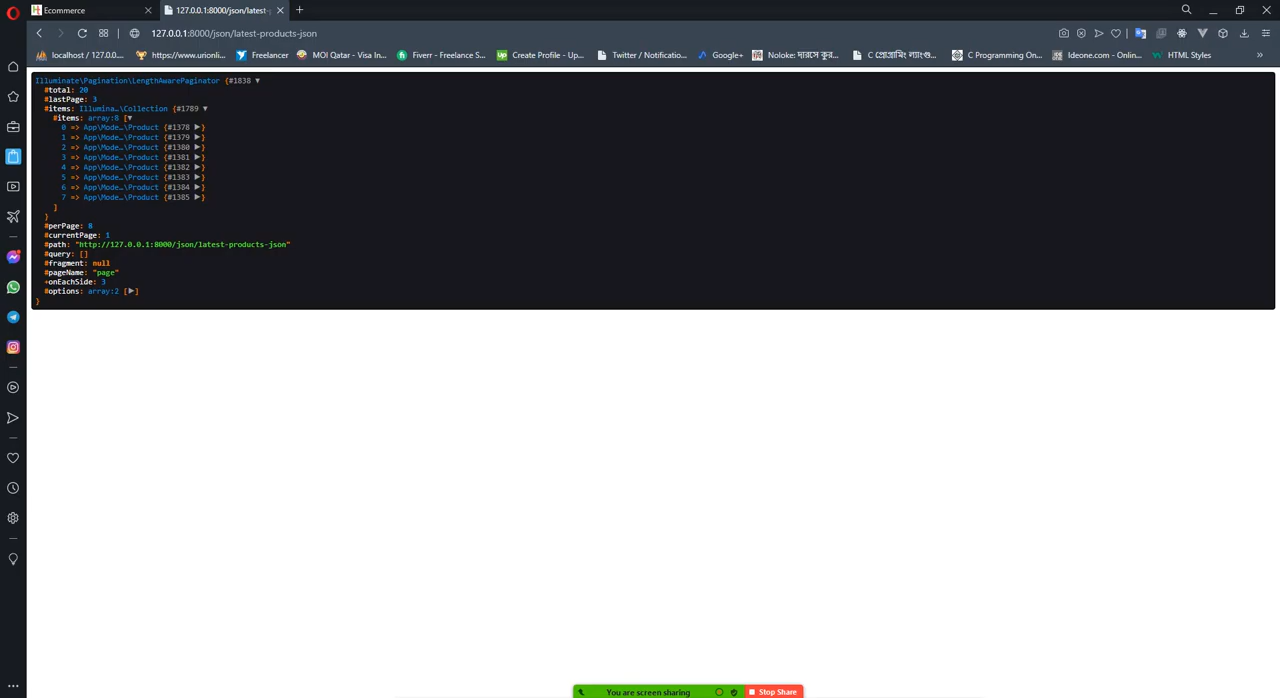 Ecommerce
127.0.0.1:8000/json/latest-
127.0.0.1:8000/json/latest-products-json
localhost / 127.0.0.... https://www.urionli... Freelancer MOI Qatar - Visa In... Fiverr - Freelance S... Create Profile - Up... Twitter / Notificatio... Google+ Noloke: দ্যরসে কুর... C প্রোগ্রামিং ল্যাংগু... C Programming On... Ideone.com - Onlin... HTML Styles »
Illuminate\Pagination\LengthAwarePaginator {#1838 ▼
#total: 20
#lastPage: 3
#items: Illumina…\Collection {#1789 ▼
#items: array:8 [▼
0 => App\Mode…\Product {#1378 ▶}
1 => App\Mode…\Product {#1379 ▶}
2 => App\Mode…\Product {#1380 ▶}
3 => App\Mode…\Product {#1381 ▶}
4 => App\Mode…\Product {#1382 ▶}
5 => App\Mode…\Product {#1383 ▶}
6 => App\Mode…\Product {#1384 ▶}
7 => App\Mode…\Product {#1385 ▶}
]
}
#perPage: 8
#currentPage: 1
#path: "http://127.0.0.1:8000/json/latest-products-json"
#query: []
#fragment: null
#pageName: "page"
+onEachSide: 3
#options: array:2 [▶]
}
You are screen sharing Stop Share